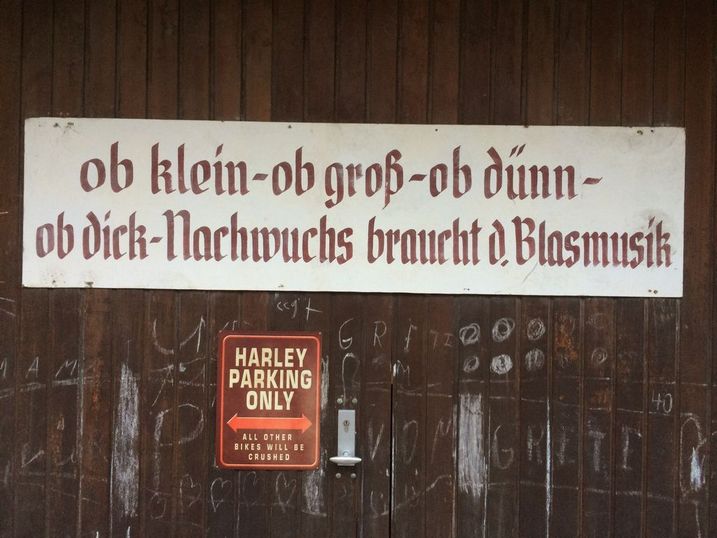 ob klein-ob groß-ob dünn-
ob dick-Nachwuchs braucht d. Blasmusik
HARLEY
PARKING
ONLY
ALL OTHER
BIKES WILL BE
CRUSHED
40